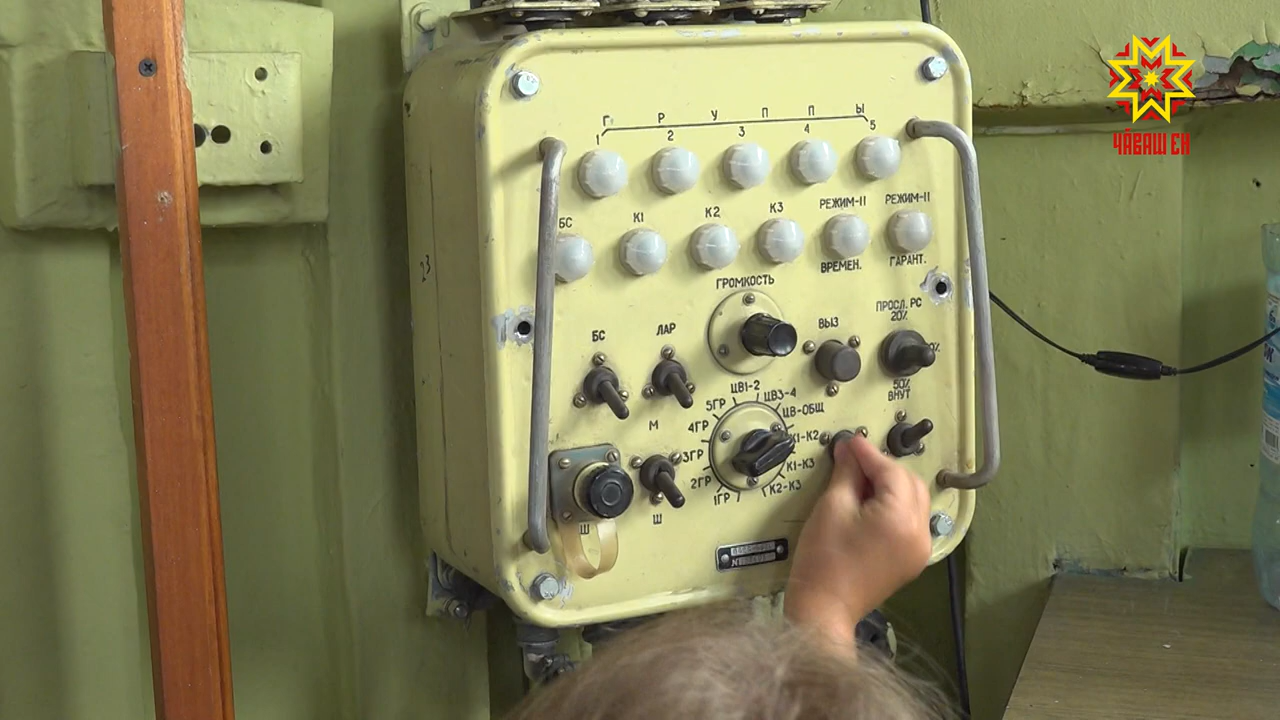 ЧӐВАШ ЕН
Г Р У П П Ы
1 2 3 4 5
БС К1 К2 К3 РЕЖИМ-II РЕЖИМ-II
ВРЕМЕН. ГАРАНТ.
23
ГРОМКОСТЬ
БС ЛАР ВЫЗ ПРОСЛ. РС
20%
50%
ВНУТ
ЦВ1-2
ЦВ3-4
5ГР ЦВ-ОБЩ
М 4ГР К1-К2
3ГР К1-К3
2ГР К2-К3
1ГР
Ш Ш